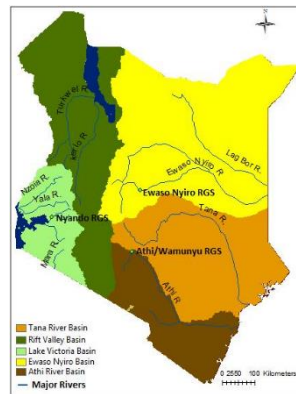 N
Turkwel R.
Kerio R.
Lag Bor R.
Ewaso Nyiro R.
Ewaso Nyiro RGS
Nzoia R.
Yala R.
Tana R.
Nyando RGS
Athi/Wamunyu RGS
Mara R.
Athi R.
Tana River Basin
Rift Valley Basin
Lake Victoria Basin
Ewaso Nyiro Basin
Athi River Basin
Major Rivers
0 2550 100 Kilometers